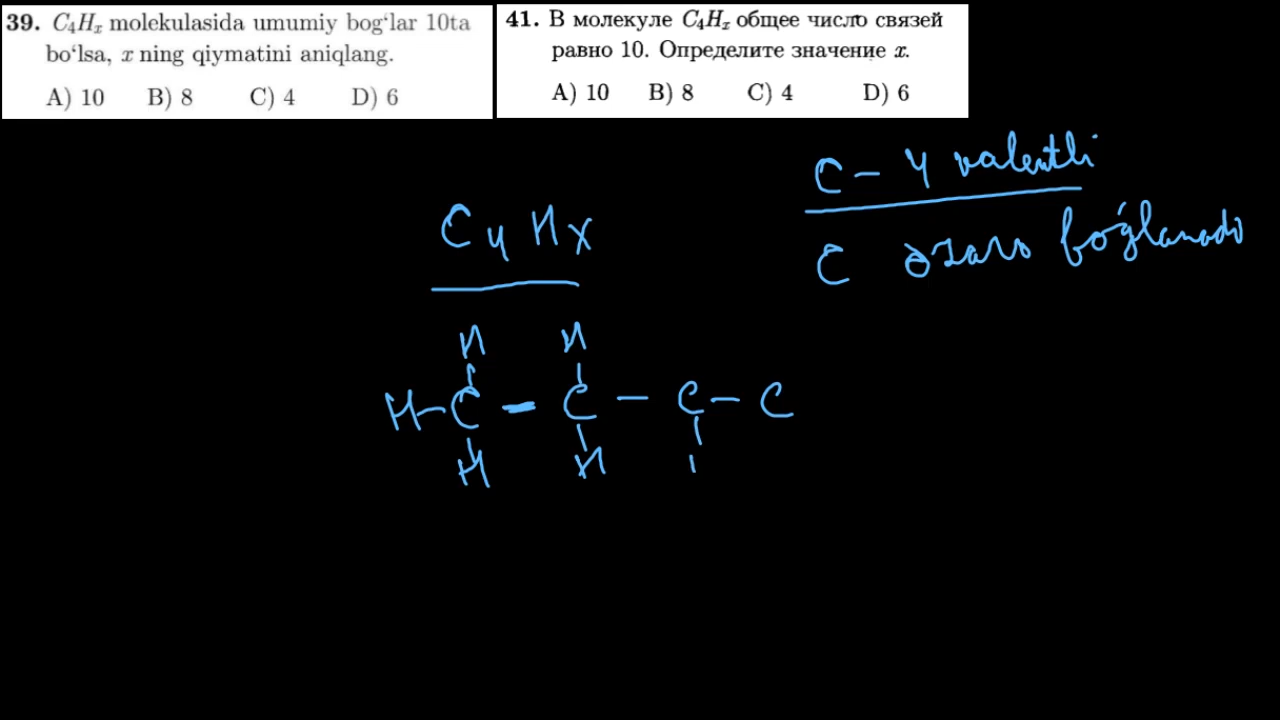 39. C₄Hₓ molekulasida umumiy bog‘lar 10ta
bo‘lsa, x ning qiymatini aniqlang.
A) 10 B) 8 C) 4 D) 6
41. В молекуле C₄Hₓ общее число связей
равно 10. Определите значение x.
A) 10 B) 8 C) 4 D) 6
C - 4 valentli
C₄Hₓ
C o'zaro bog'lanadi
H H
H - C - C - C - C
H H